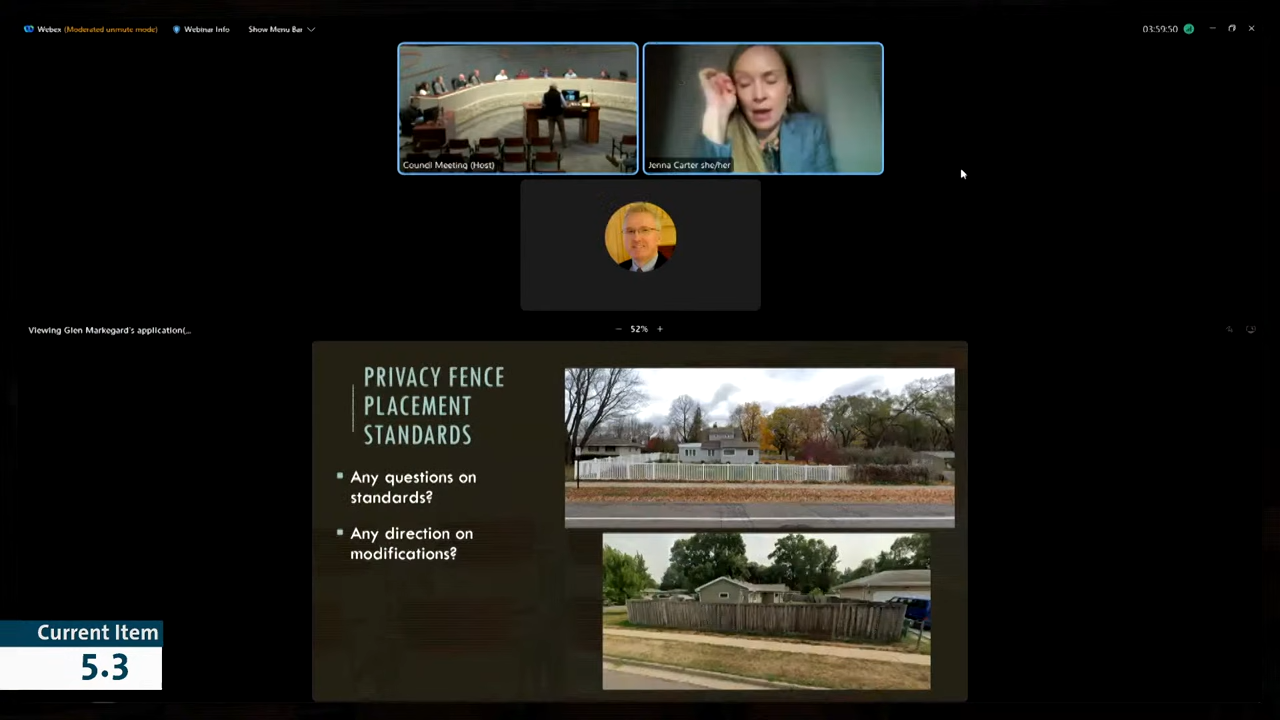 Webex (Moderated unmute mode) Webinar Info Show Menu Bar 03:59:50
Council Meeting (Host)
Jenna Carter she/her
Viewing Glen Markegard's application(...
52%
PRIVACY FENCE
PLACEMENT
STANDARDS
Any questions on
standards?
Any direction on
modifications?
Current Item
5.3